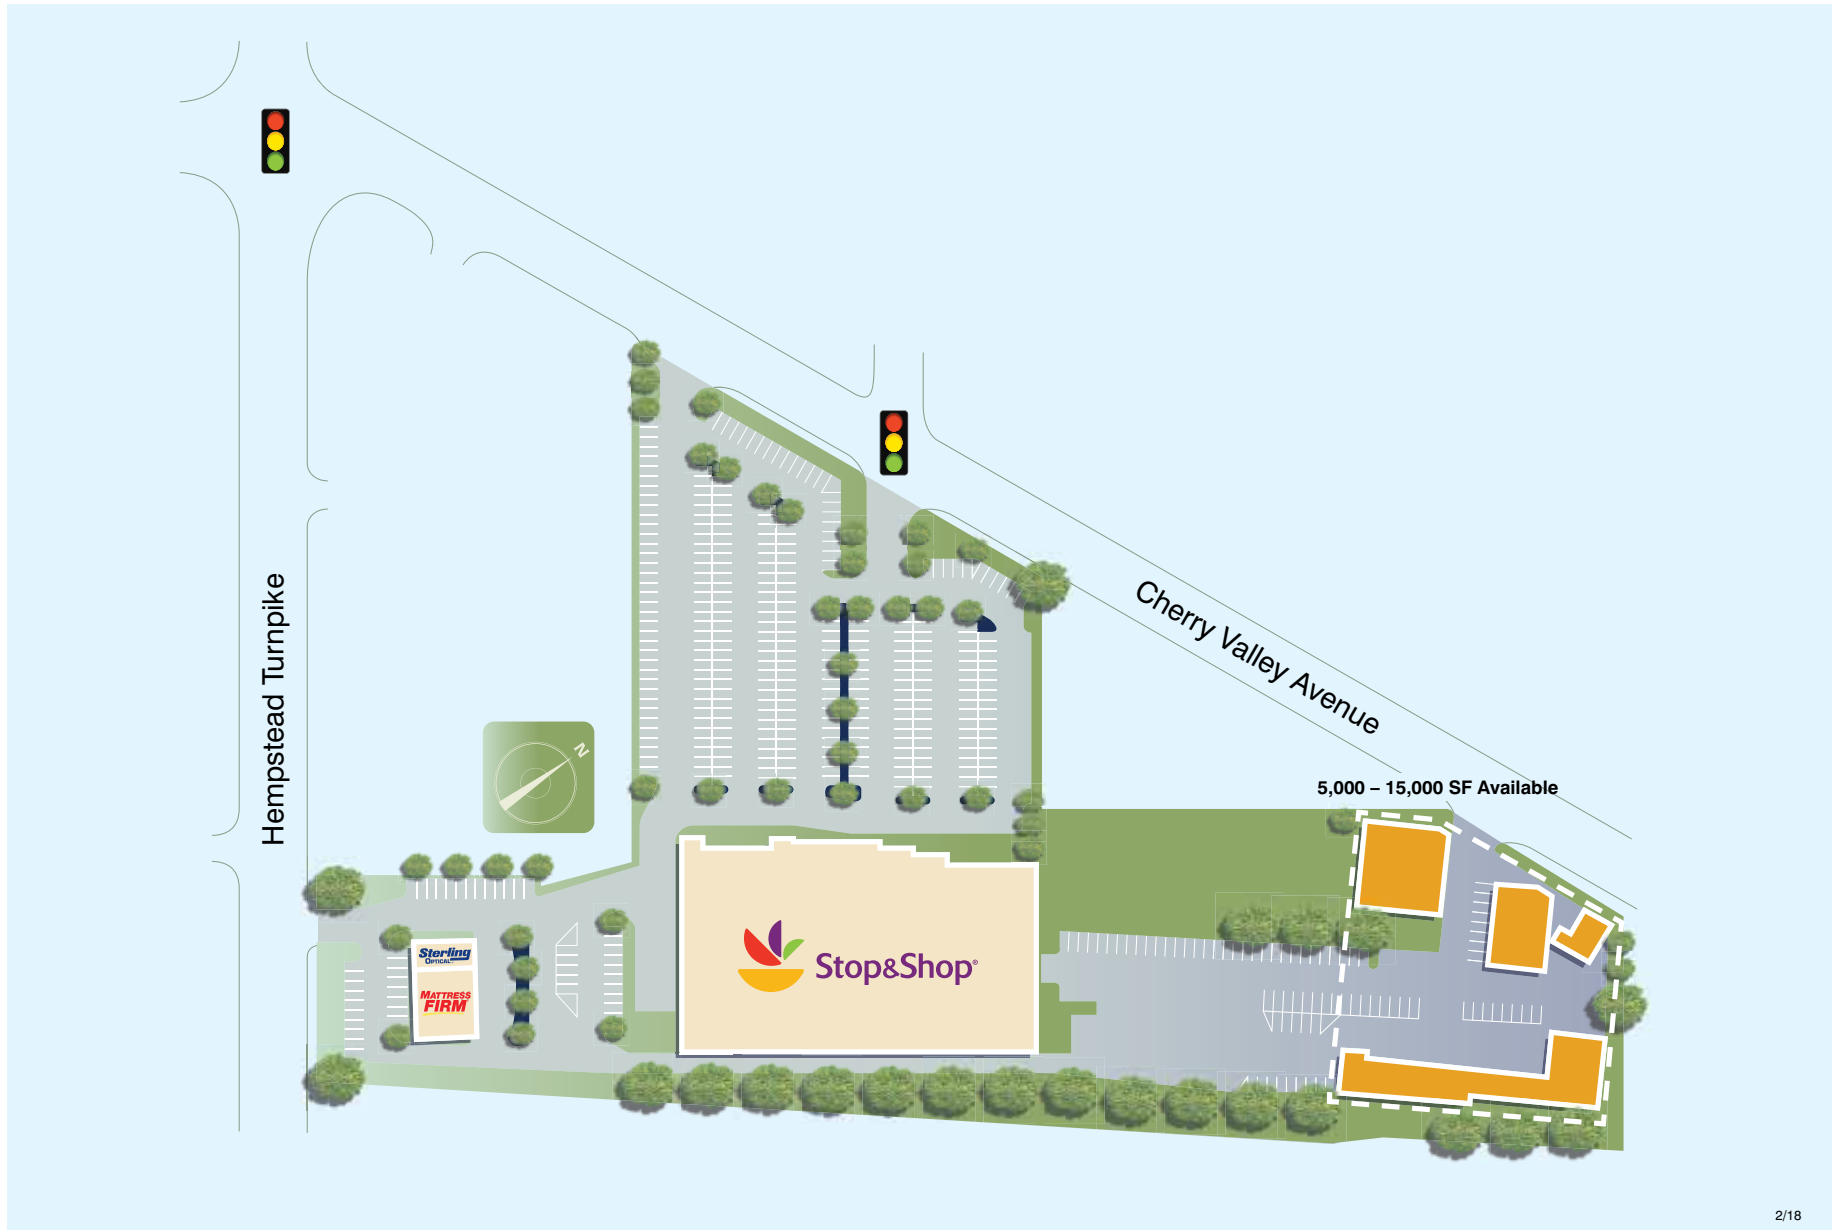 Hempstead Turnpike
Cherry Valley Avenue
N
5,000 – 15,000 SF Available
Sterling
OPTICAL
MATTRESS
FIRM
Stop&Shop®
2/18